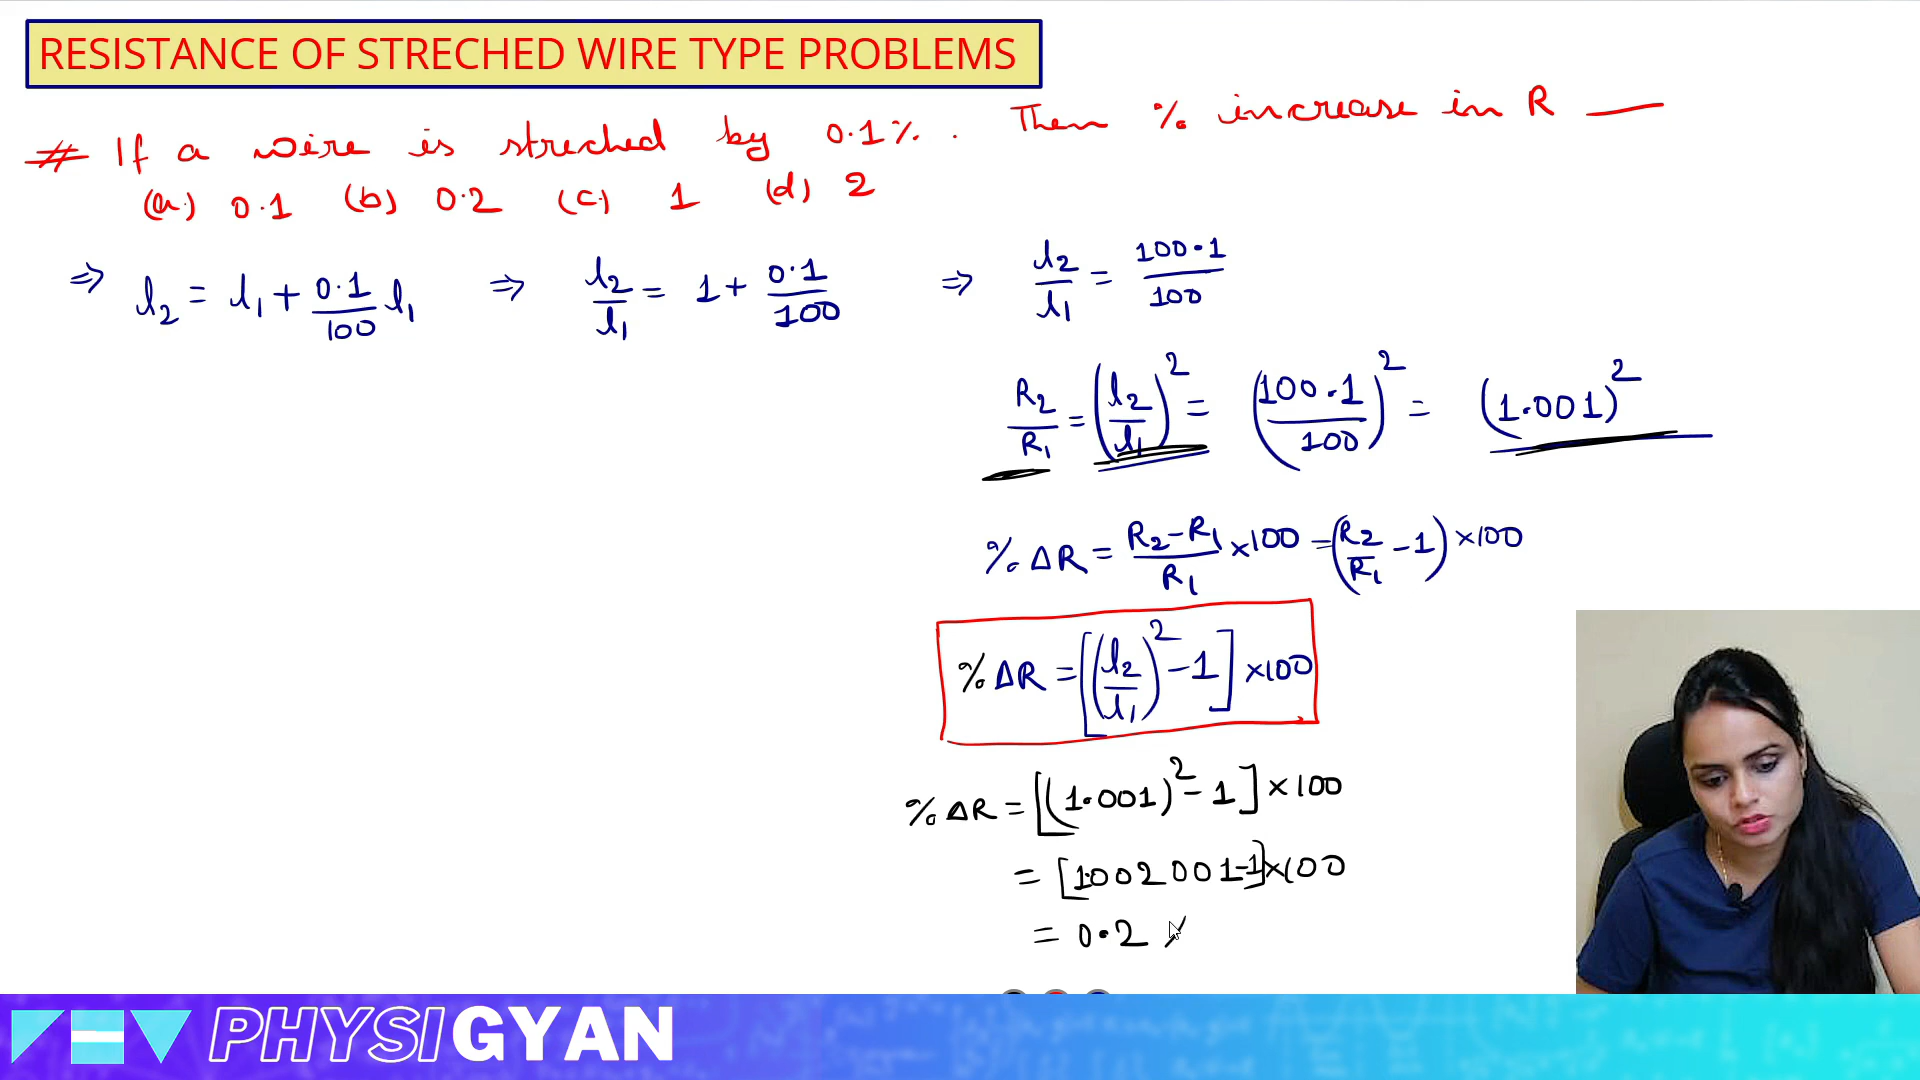 RESISTANCE OF STRECHED WIRE TYPE PROBLEMS
# If a wire is streched by 0.1%. Then % increase in R __
(a) 0.1 (b) 0.2 (c) 1 (d) 2
⇒ l₂ = l₁ + 0.1/100 l₁ ⇒ l₂/l₁ = 1 + 0.1/100 ⇒ l₂/l₁ = 100.1/100
R₂/R₁ = (l₂/l₁)² = (100.1/100)² = (1.001)²
% ΔR = R₂-R₁/R₁ ×100 = (R₂/R₁ - 1) ×100
% ΔR = [(l₂/l₁)² - 1] ×100
% ΔR = [(1.001)² - 1] ×100
= [1.002001-1]×100
= 0.2
PHYSIGYAN